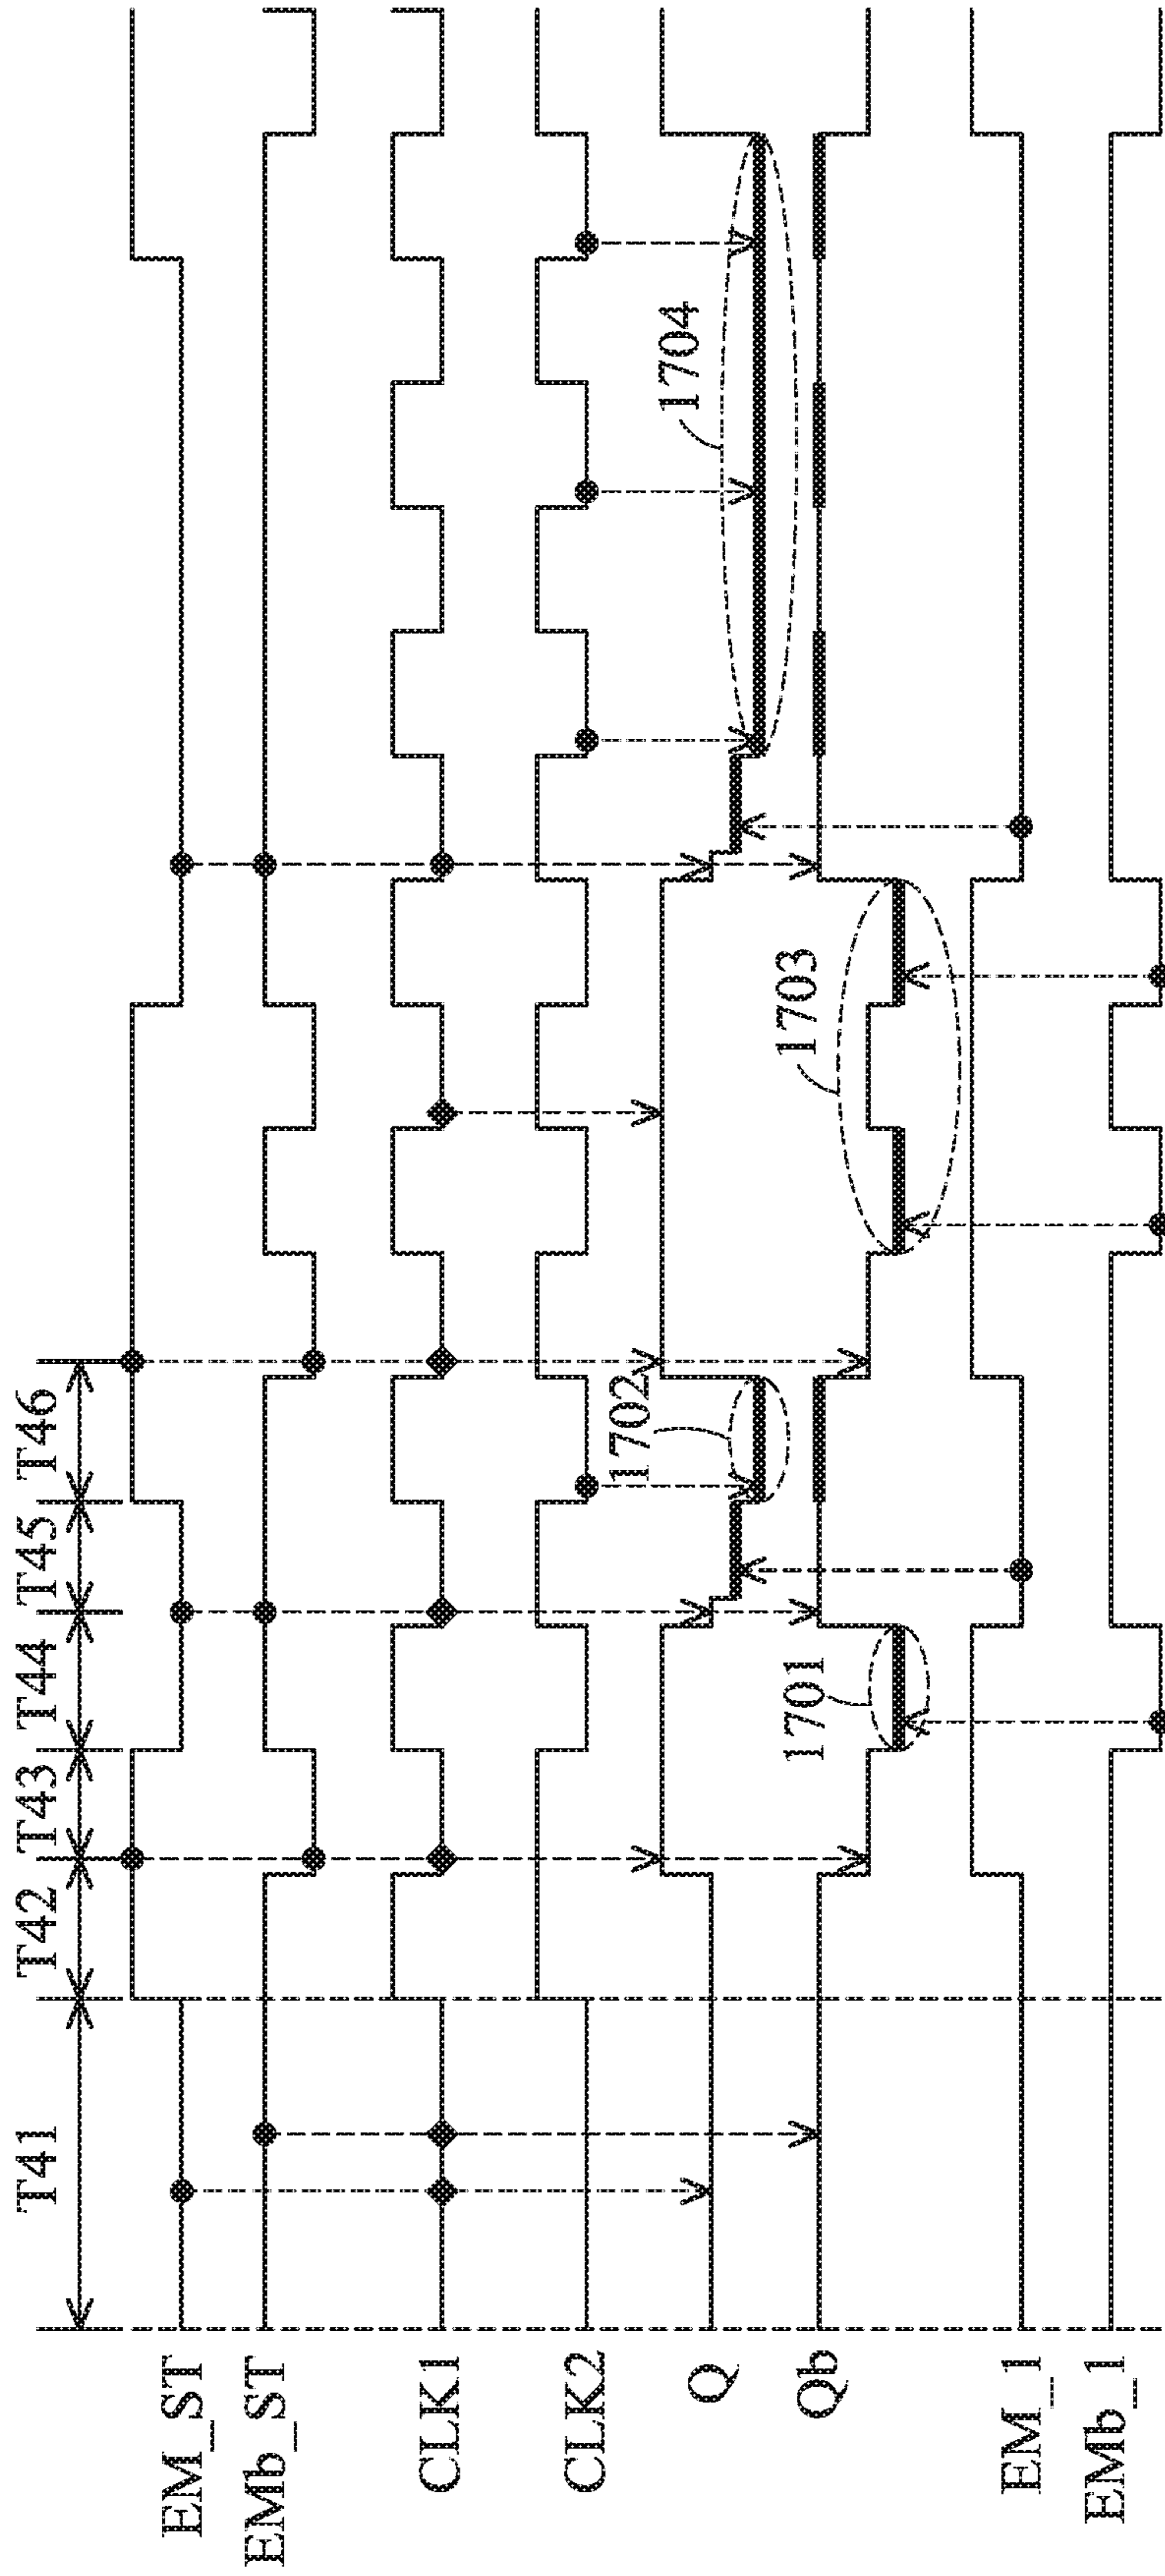 T41
T42
T43
T44
T45
T46
EM_ST
EMb_ST
CLK1
CLK2
Q
Qb
EM_1
EMb_1
1701
1702
1703
1704